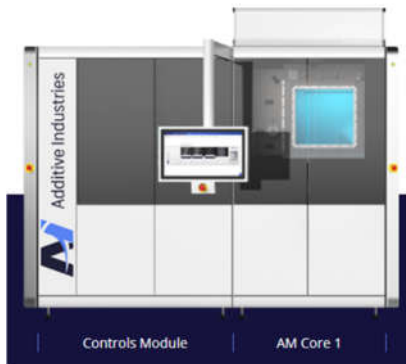 Additive Industries
Controls Module
AM Core 1